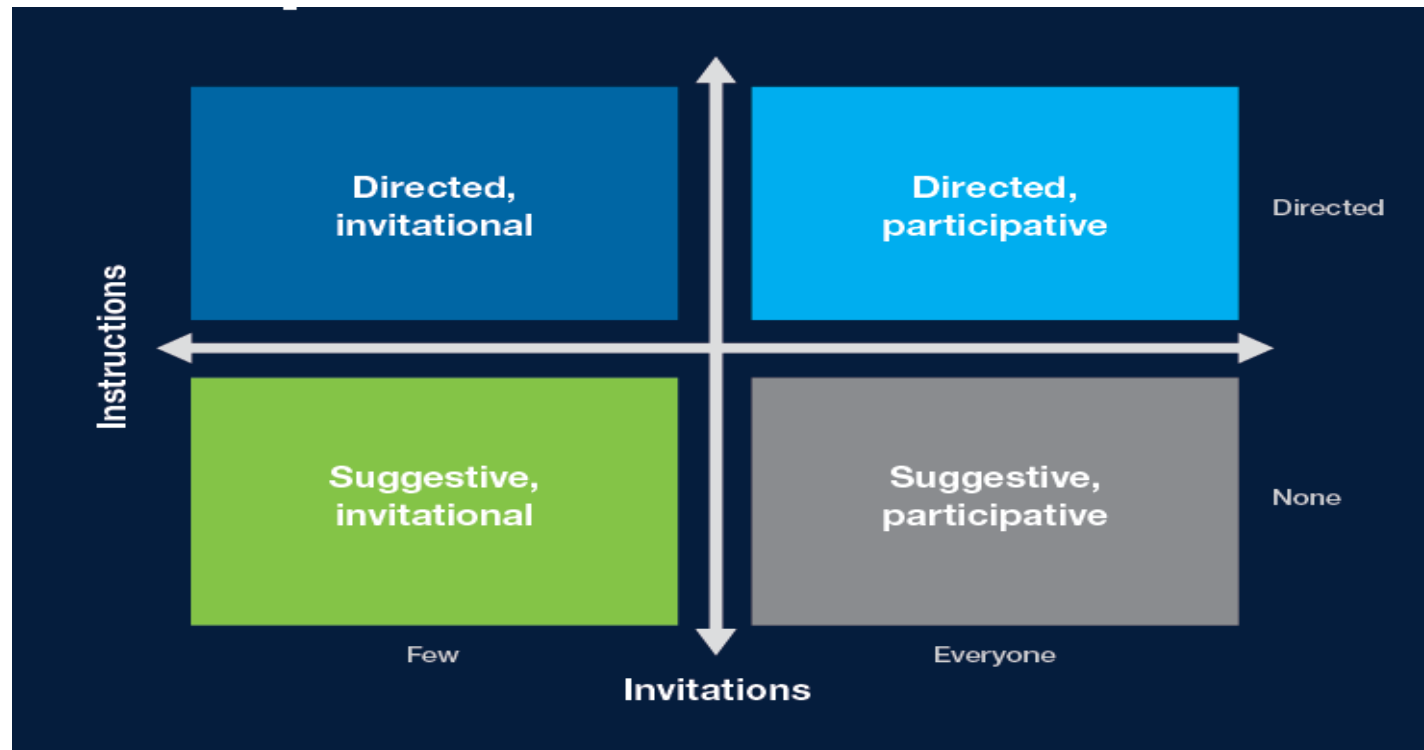 Directed,
invitational
Directed,
participative
Directed
Instructions
Suggestive,
invitational
Suggestive,
participative
None
Few
Everyone
Invitations